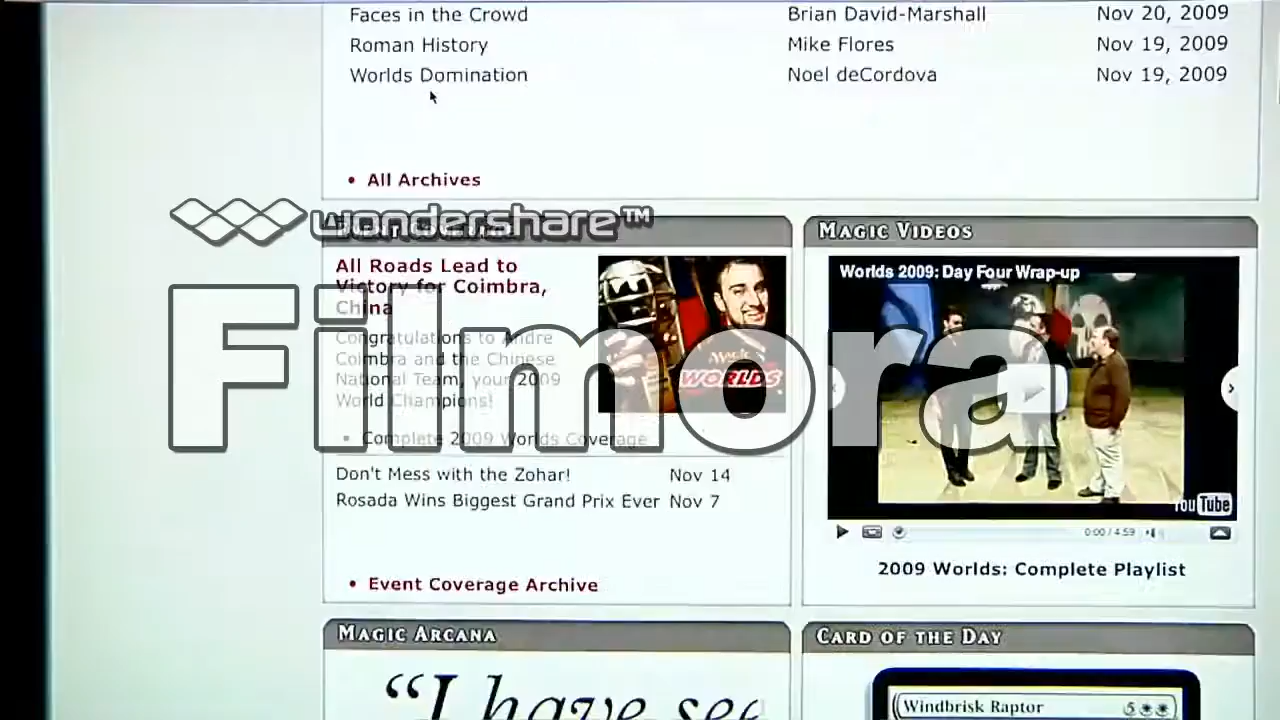 Faces in the Crowd Brian David-Marshall Nov 20, 2009
Roman History Mike Flores Nov 19, 2009
Worlds Domination Noel deCordova Nov 19, 2009
• All Archives
wondershare™
Filmora
Event Coverage
All Roads Lead to
Victory for Coimbra,
China
Congratulations to Andre
Coimbra and the Chinese
National Team, your 2009
World Champions!
• Complete 2009 Worlds Coverage
WORLDS
Don't Mess with the Zohar! Nov 14
Rosada Wins Biggest Grand Prix Ever Nov 7
• Event Coverage Archive
Magic Videos
Worlds 2009: Day Four Wrap-up
YouTube
0:00 / 4:59
2009 Worlds: Complete Playlist
Magic Arcana
“I have see
Card of the Day
Windbrisk Raptor 5